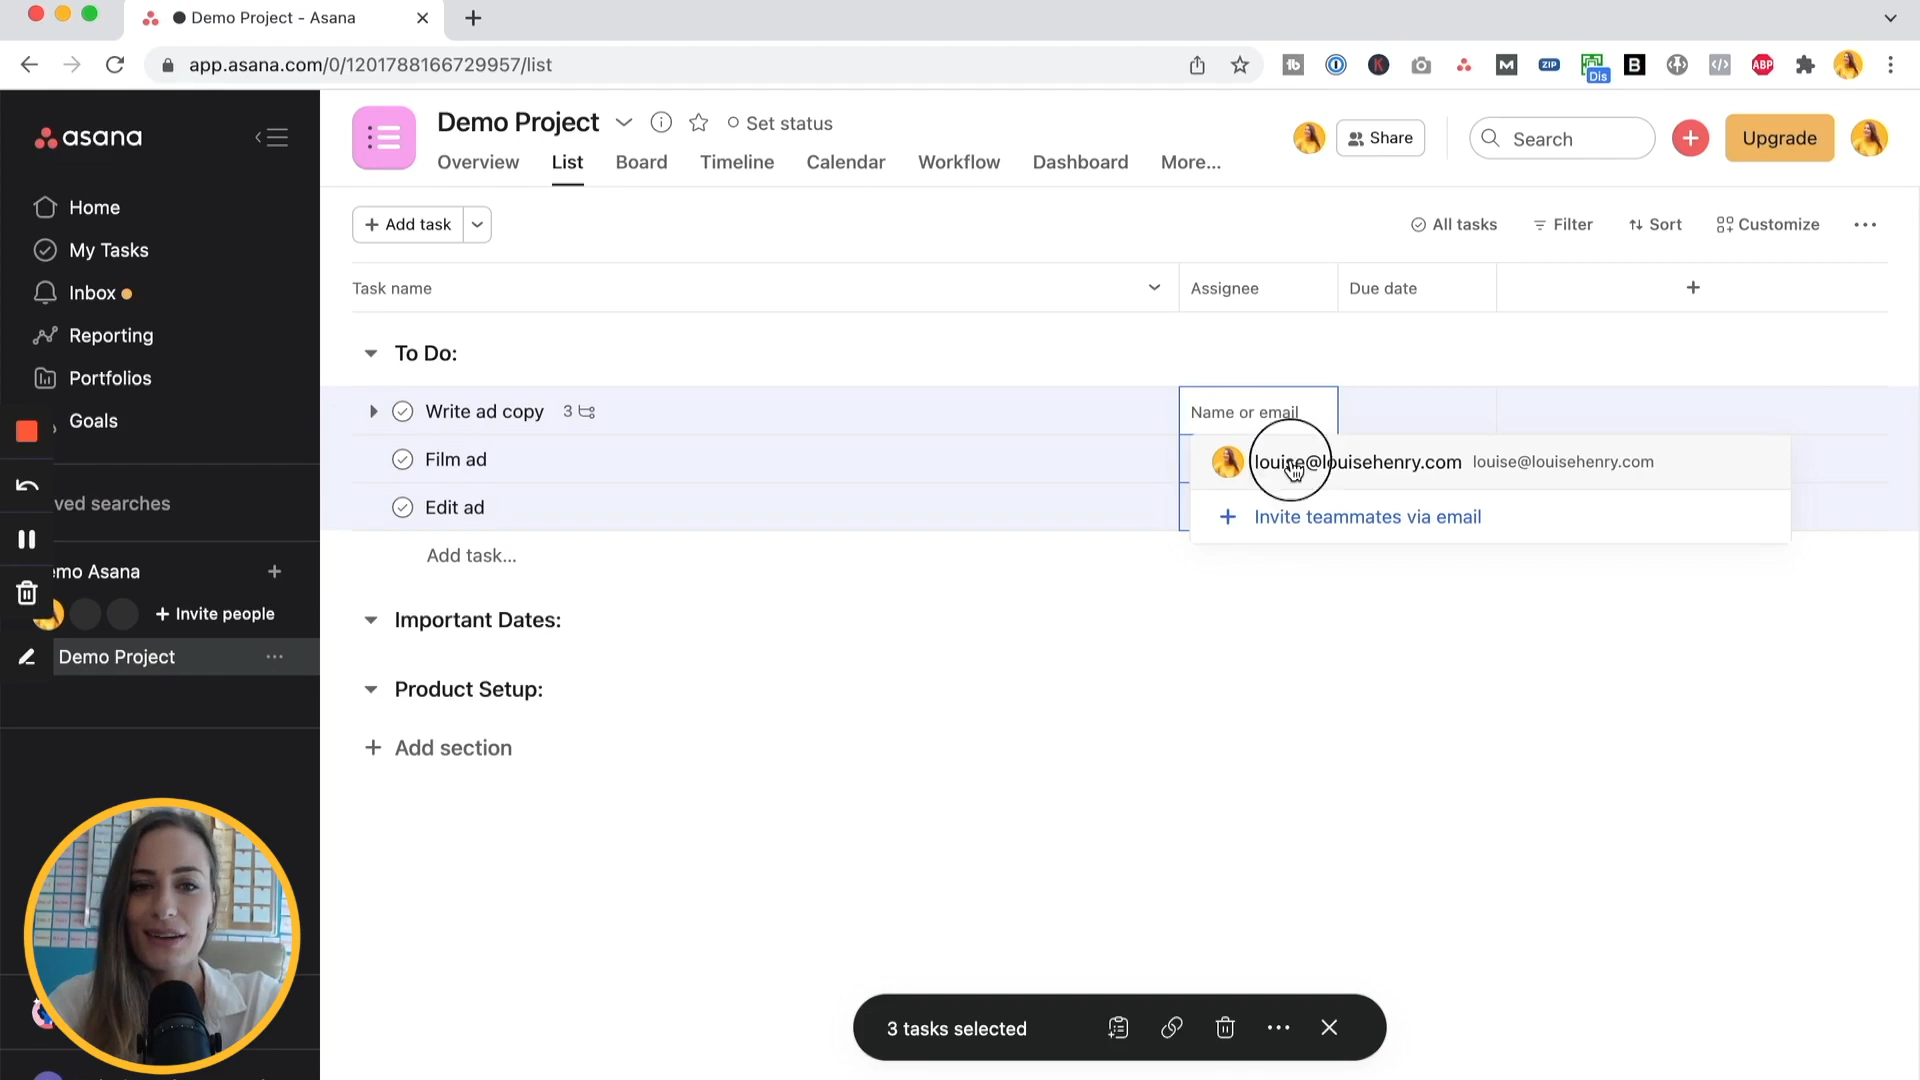 Demo Project - Asana
app.asana.com/0/1201788166729957/list
tb
K
M
ZIP
Dis
B
</>
ABP
asana
Demo Project
Set status
Share
Search
Upgrade
Overview
List
Board
Timeline
Calendar
Workflow
Dashboard
More...
Home
My Tasks
Inbox
Reporting
Portfolios
Goals
ved searches
mo Asana
Invite people
Demo Project
Add task
All tasks
Filter
Sort
Customize
Task name
Assignee
Due date
To Do:
Write ad copy 3
Name or email
Film ad
louise@louisehenry.com louise@louisehenry.com
Edit ad
Invite teammates via email
Add task...
Important Dates:
Product Setup:
Add section
3 tasks selected